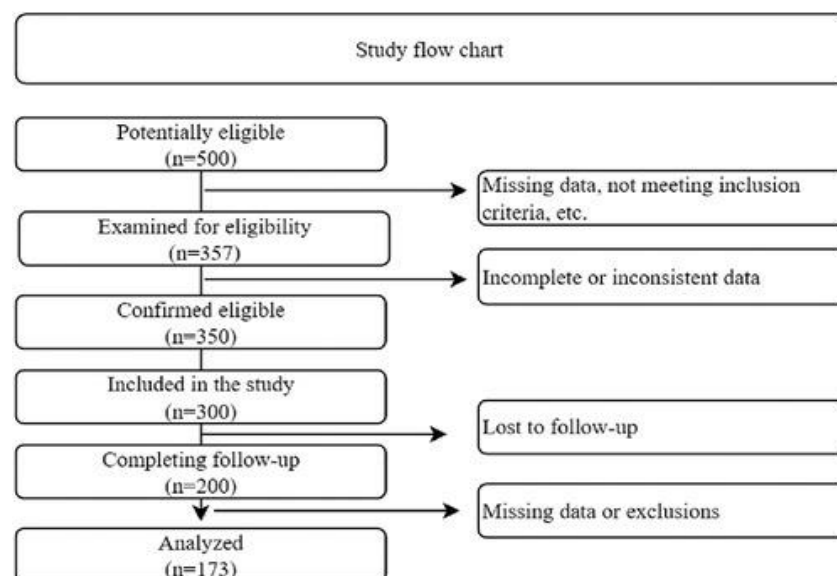 Study flow chart
Potentially eligible
(n=500)
Missing data, not meeting inclusion
criteria, etc.
Examined for eligibility
(n=357)
Incomplete or inconsistent data
Confirmed eligible
(n=350)
Included in the study
(n=300)
Lost to follow-up
Completing follow-up
(n=200)
Missing data or exclusions
Analyzed
(n=173)